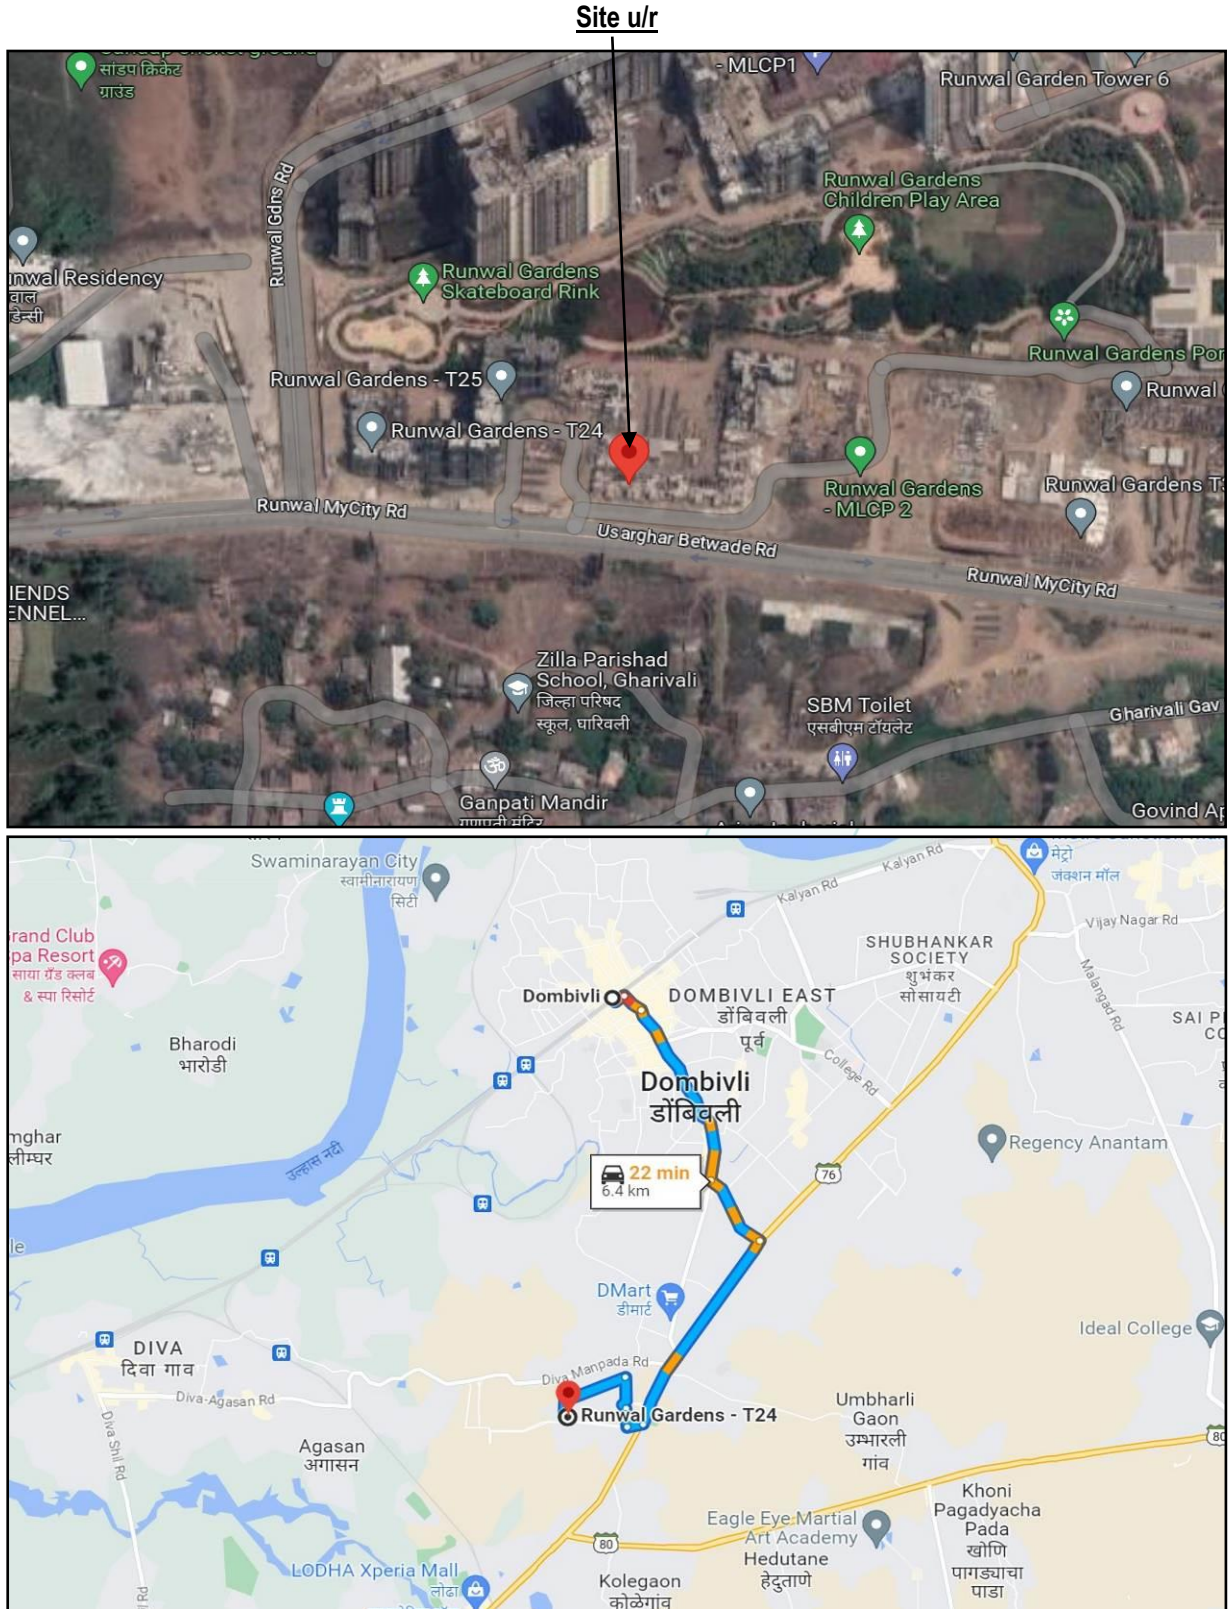 Site u/r
सांडप क्रिकेट
ग्राउंड
- MLCP1
Runwal Garden Tower 6
Runwal Gdns Rd
Runwal Gardens
Children Play Area
Residency
Runwal Gardens
Skateboard Rink
Runwal Gardens
Runwal Gardens - T25
Runwal
Runwal Gardens - T24
Runwal MyCity Rd
Runwal Gardens
- MLCP 2
Runwal Gardens
Usarghar Betwade Rd
Runwal MyCity Rd
IENDS
ENNEL...
Zilla Parishad
School, Gharivali
जिल्हा परिषद
स्कूल, घारिवली
SBM Toilet
एसबीएम टॉयलेट
Gharivali Gav
Ganpati Mandir
Govind
Swaminarayan City
स्वामीनारायण
सिटी
Kalyan Rd
Kalyan Rd
मेट्रो
जंक्शन मॉल
Vijay Nagar Rd
rand Club
pa Resort
साया ग्रँड क्लब
& स्पा रिसोर्ट
SHUBHANKAR
SOCIETY
शुभंकर
सोसायटी
Malangad Rd
Dombivli
DOMBIVLI EAST
डोंबिवली
पूर्व
SAI
Bharodi
भारोडी
College Rd
Dombivli
डोंबिवली
mghar
लीम्घर
उल्हास नदी
Regency Anantam
22 min
6.4 km
76
le
DMart
डीमार्ट
Ideal College
DIVA
दिवा गाव
Diva Manpada Rd
Diva-Agasan Rd
Runwal Gardens - T24
Umbharli
Gaon
उम्भारली
गांव
Diva Shil Rd
Agasan
अगासन
80
Khoni
Pagadyacha
Pada
खोणि
पागड्याचा
पाडा
Eagle Eye Martial
Art Academy
Hedutane
हेदुताणे
80
LODHA Xperia Mall
लोढा
Kolegaon
कोळेगांव
Rd